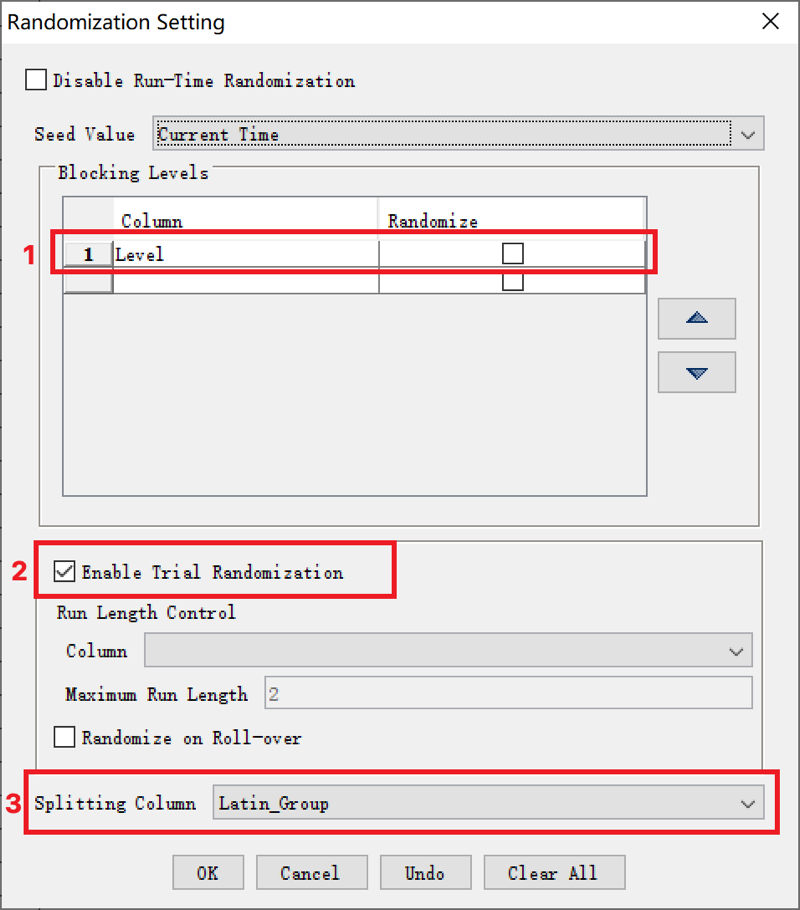 Randomization Setting
Disable Run-Time Randomization
Seed Value Current Time
Blocking Levels
Column Randomize
1 1 Level
2 Enable Trial Randomization
Run Length Control
Column
Maximum Run Length 2
Randomize on Roll-over
3 Splitting Column Latin_Group
OK Cancel Undo Clear All